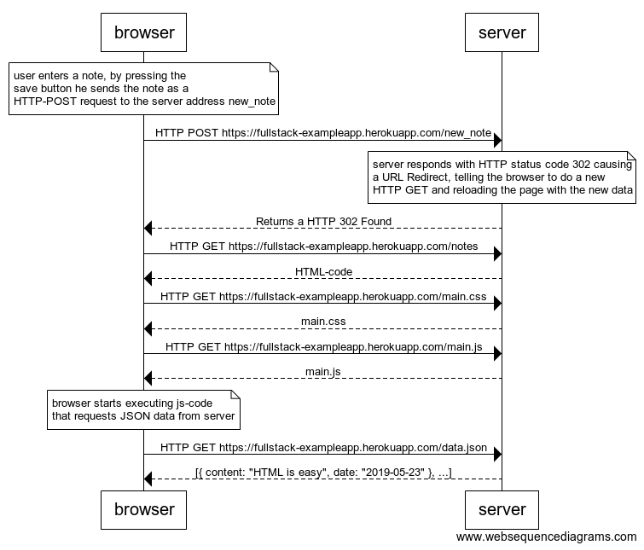 browser
server
user enters a note, by pressing the
save button he sends the note as a
HTTP-POST request to the server address new_note
HTTP POST https://fullstack-exampleapp.herokuapp.com/new_note
server responds with HTTP status code 302 causing
a URL Redirect, telling the browser to do a new
HTTP GET and reloading the page with the new data
Returns a HTTP 302 Found
HTTP GET https://fullstack-exampleapp.herokuapp.com/notes
HTML-code
HTTP GET https://fullstack-exampleapp.herokuapp.com/main.css
main.css
HTTP GET https://fullstack-exampleapp.herokuapp.com/main.js
main.js
browser starts executing js-code
that requests JSON data from server
HTTP GET https://fullstack-exampleapp.herokuapp.com/data.json
[{ content: "HTML is easy", date: "2019-05-23" }, ...]
browser
server
www.websequencediagrams.com